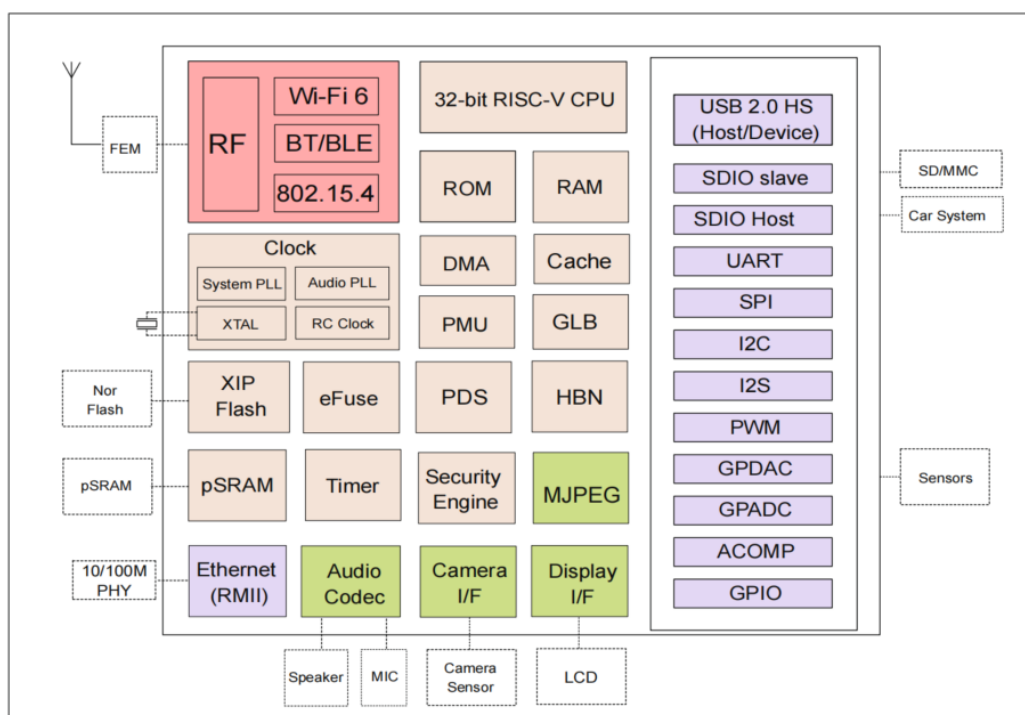 Wi-Fi 6
RF
BT/BLE
802.15.4
FEM
32-bit RISC-V CPU
ROM
RAM
Clock
System PLL
Audio PLL
XTAL
RC Clock
DMA
Cache
PMU
GLB
Nor
Flash
XIP
Flash
eFuse
PDS
HBN
pSRAM
pSRAM
Timer
Security
Engine
MJPEG
10/100M
PHY
Ethernet
(RMII)
Audio
Codec
Camera
I/F
Display
I/F
Speaker
MIC
Camera
Sensor
LCD
USB 2.0 HS
(Host/Device)
SDIO slave
SDIO Host
UART
SPI
I2C
I2S
PWM
GPDAC
GPADC
ACOMP
GPIO
SD/MMC
Car System
Sensors